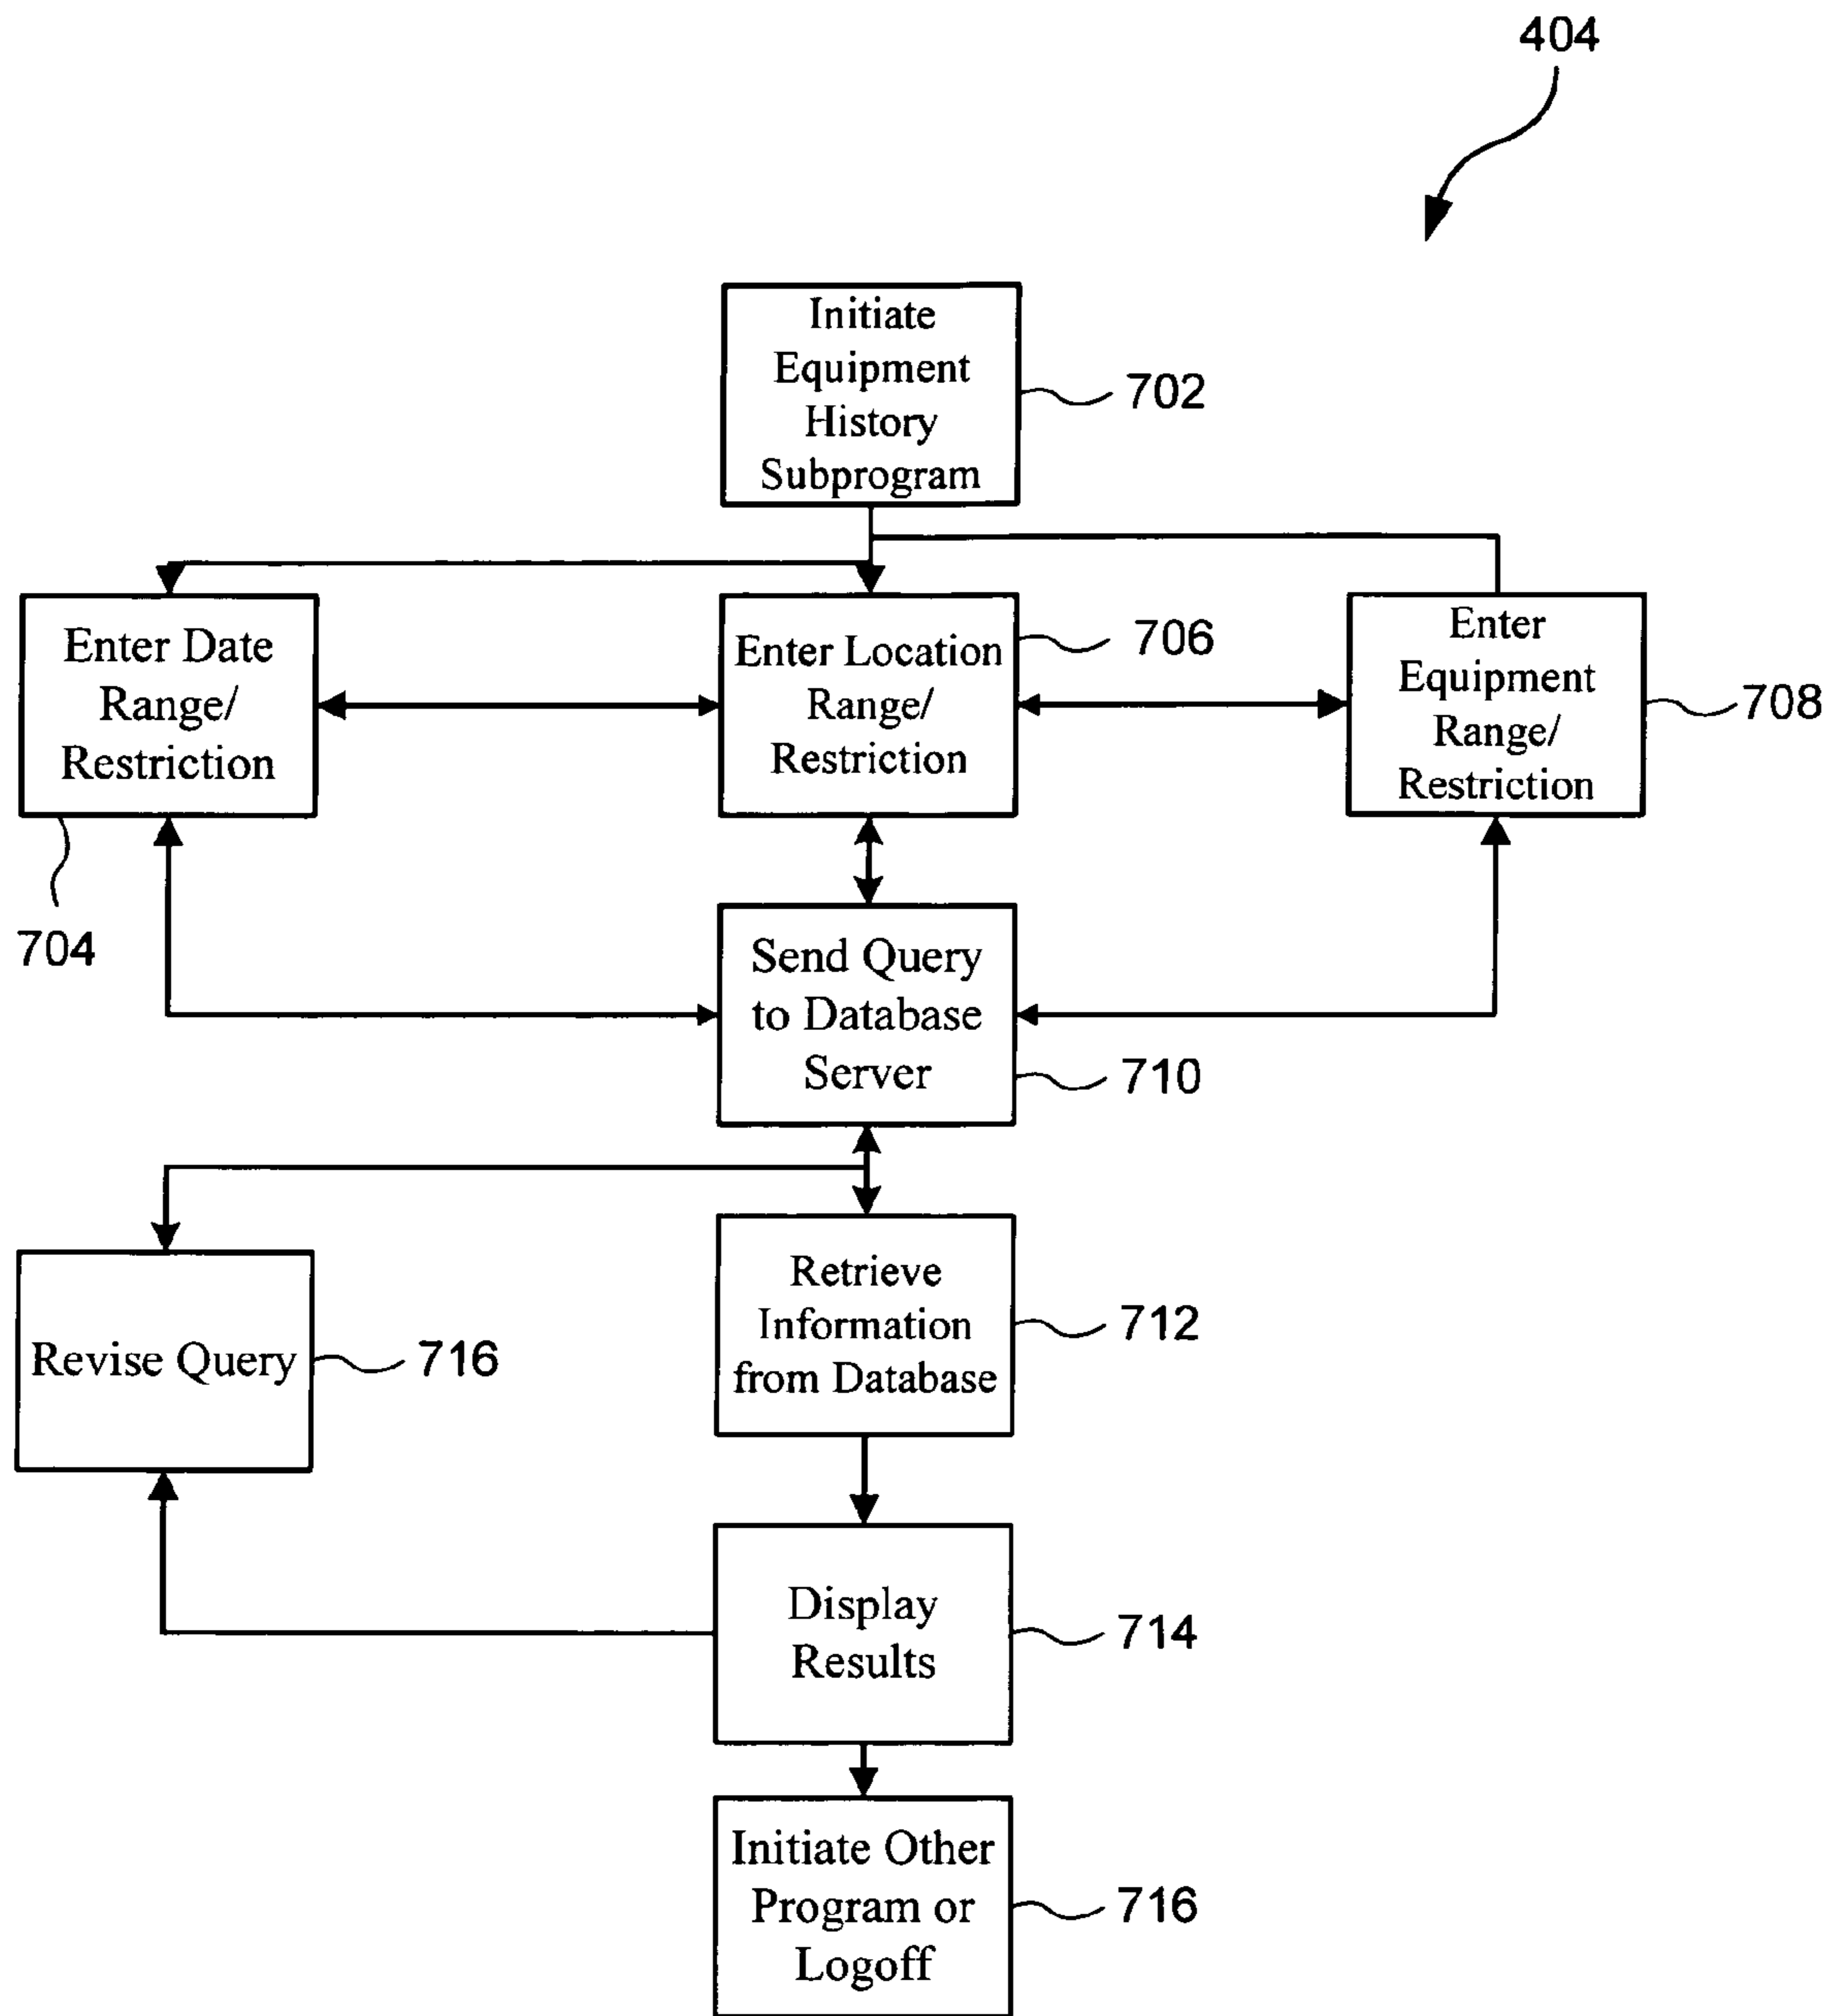 404
Initiate
Equipment
History
Subprogram
702
Enter Date
Range/
Restriction
704
Enter Location
Range/
Restriction
706
Enter
Equipment
Range/
Restriction
708
Send Query
to Database
Server
710
Revise Query
716
Retrieve
Information
from Database
712
Display
Results
714
Initiate Other
Program or
Logoff
716